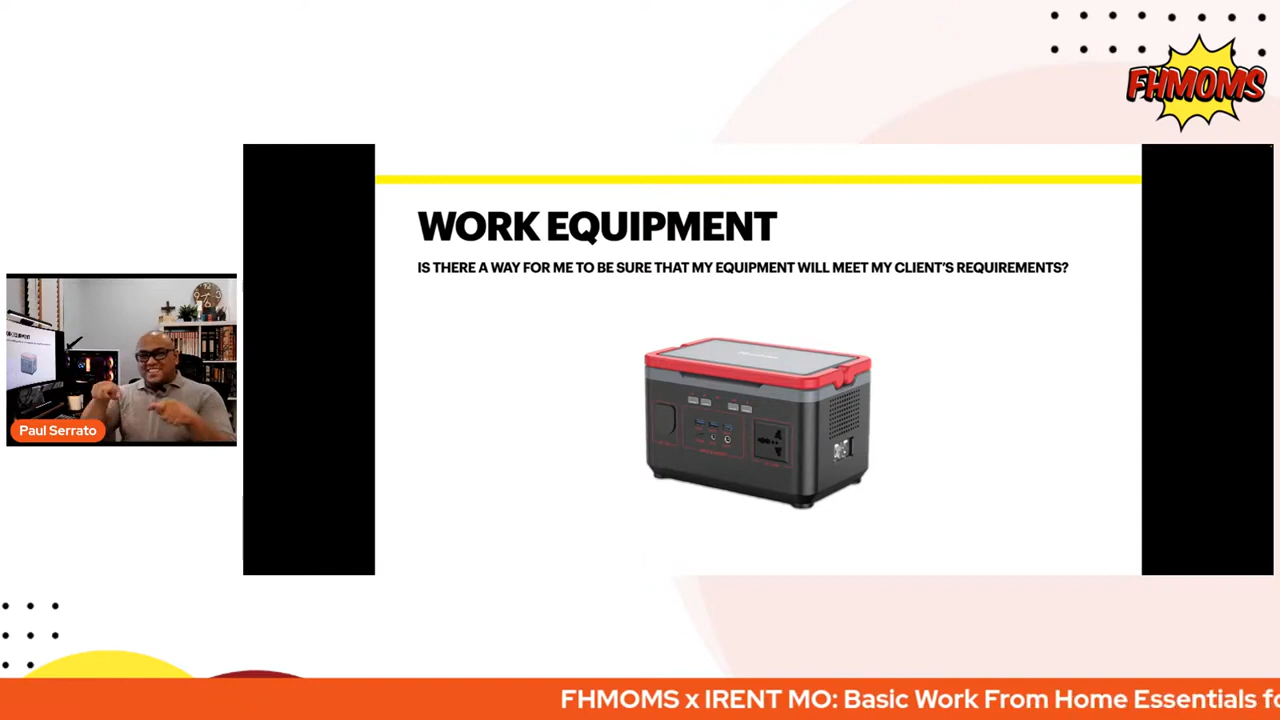 FHMOMS
WORK EQUIPMENT
IS THERE A WAY FOR ME TO BE SURE THAT MY EQUIPMENT WILL MEET MY CLIENT'S REQUIREMENTS?
Paul Serrato
FHMOMS x IRENT MO: Basic Work From Home Essentials fo